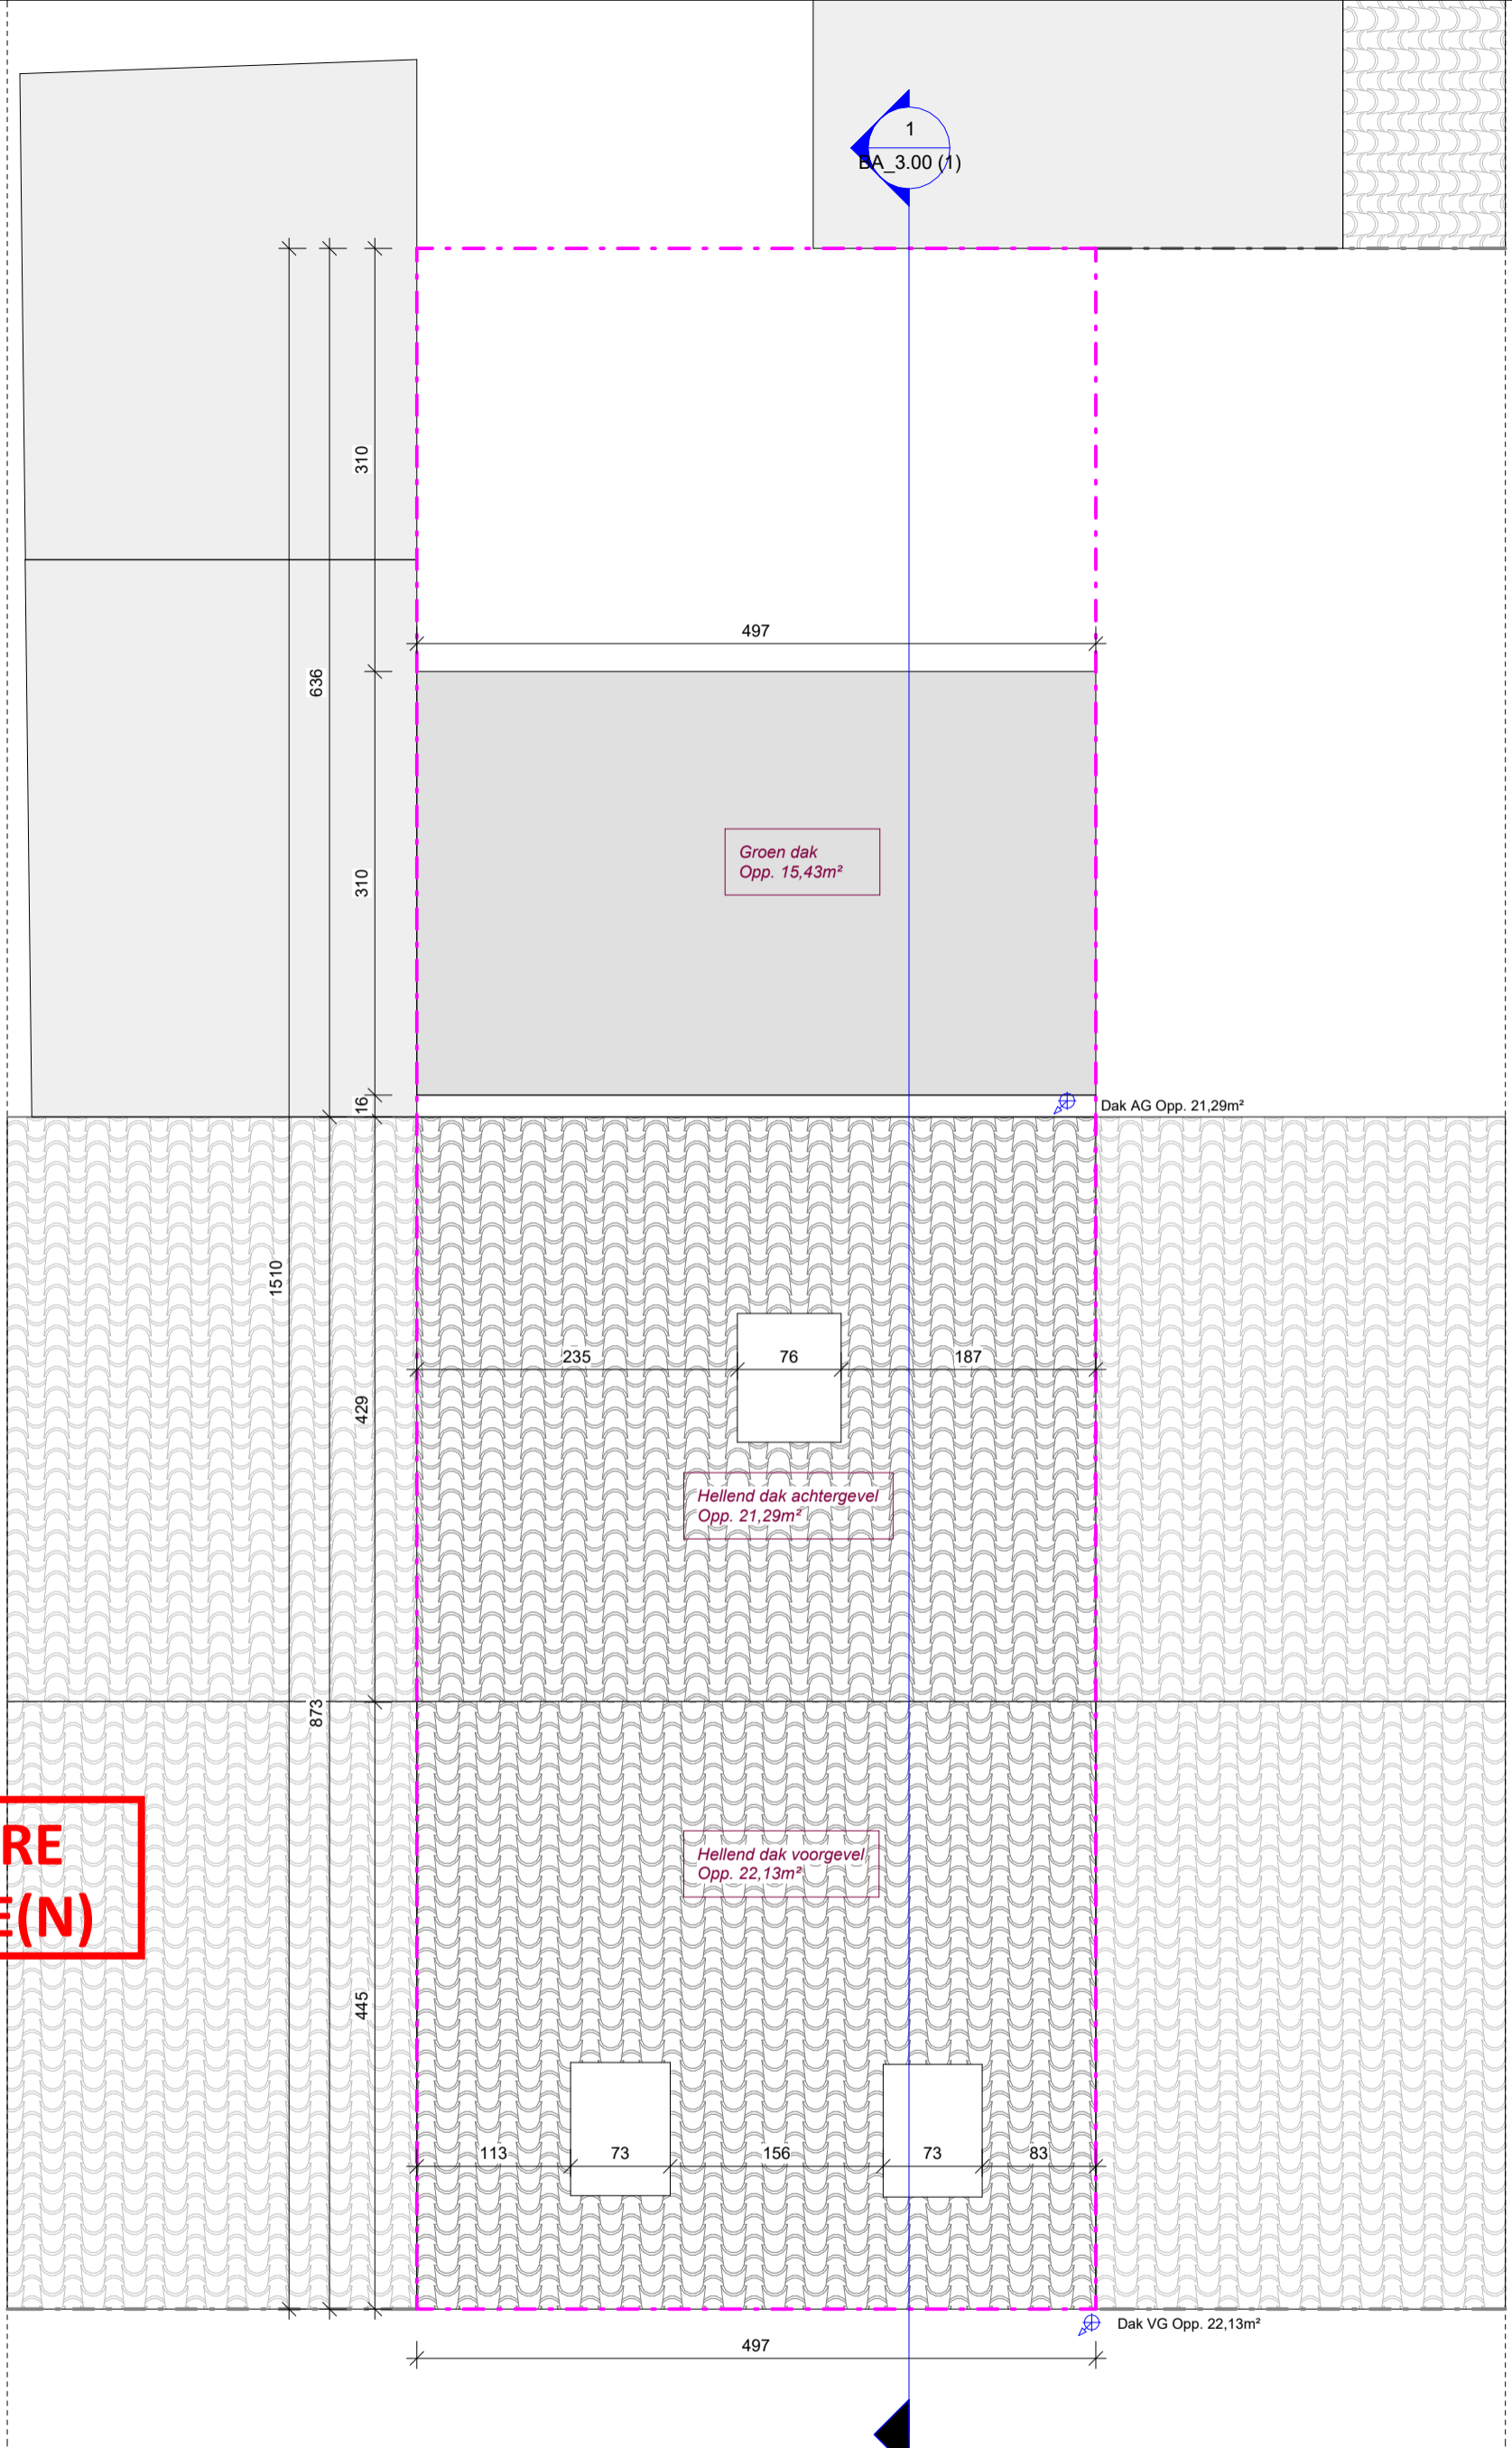 1
BA_3.00 (1)
310
497
636
Groen dak
Opp. 15,43m²
310
16
Dak AG Opp. 21,29m²
1510
235
76
187
429
Hellend dak achtergevel
Opp. 21,29m²
873
RE
E(N)
Hellend dak voorgevel
Opp. 22,13m²
445
113
73
156
73
83
Dak VG Opp. 22,13m²
497